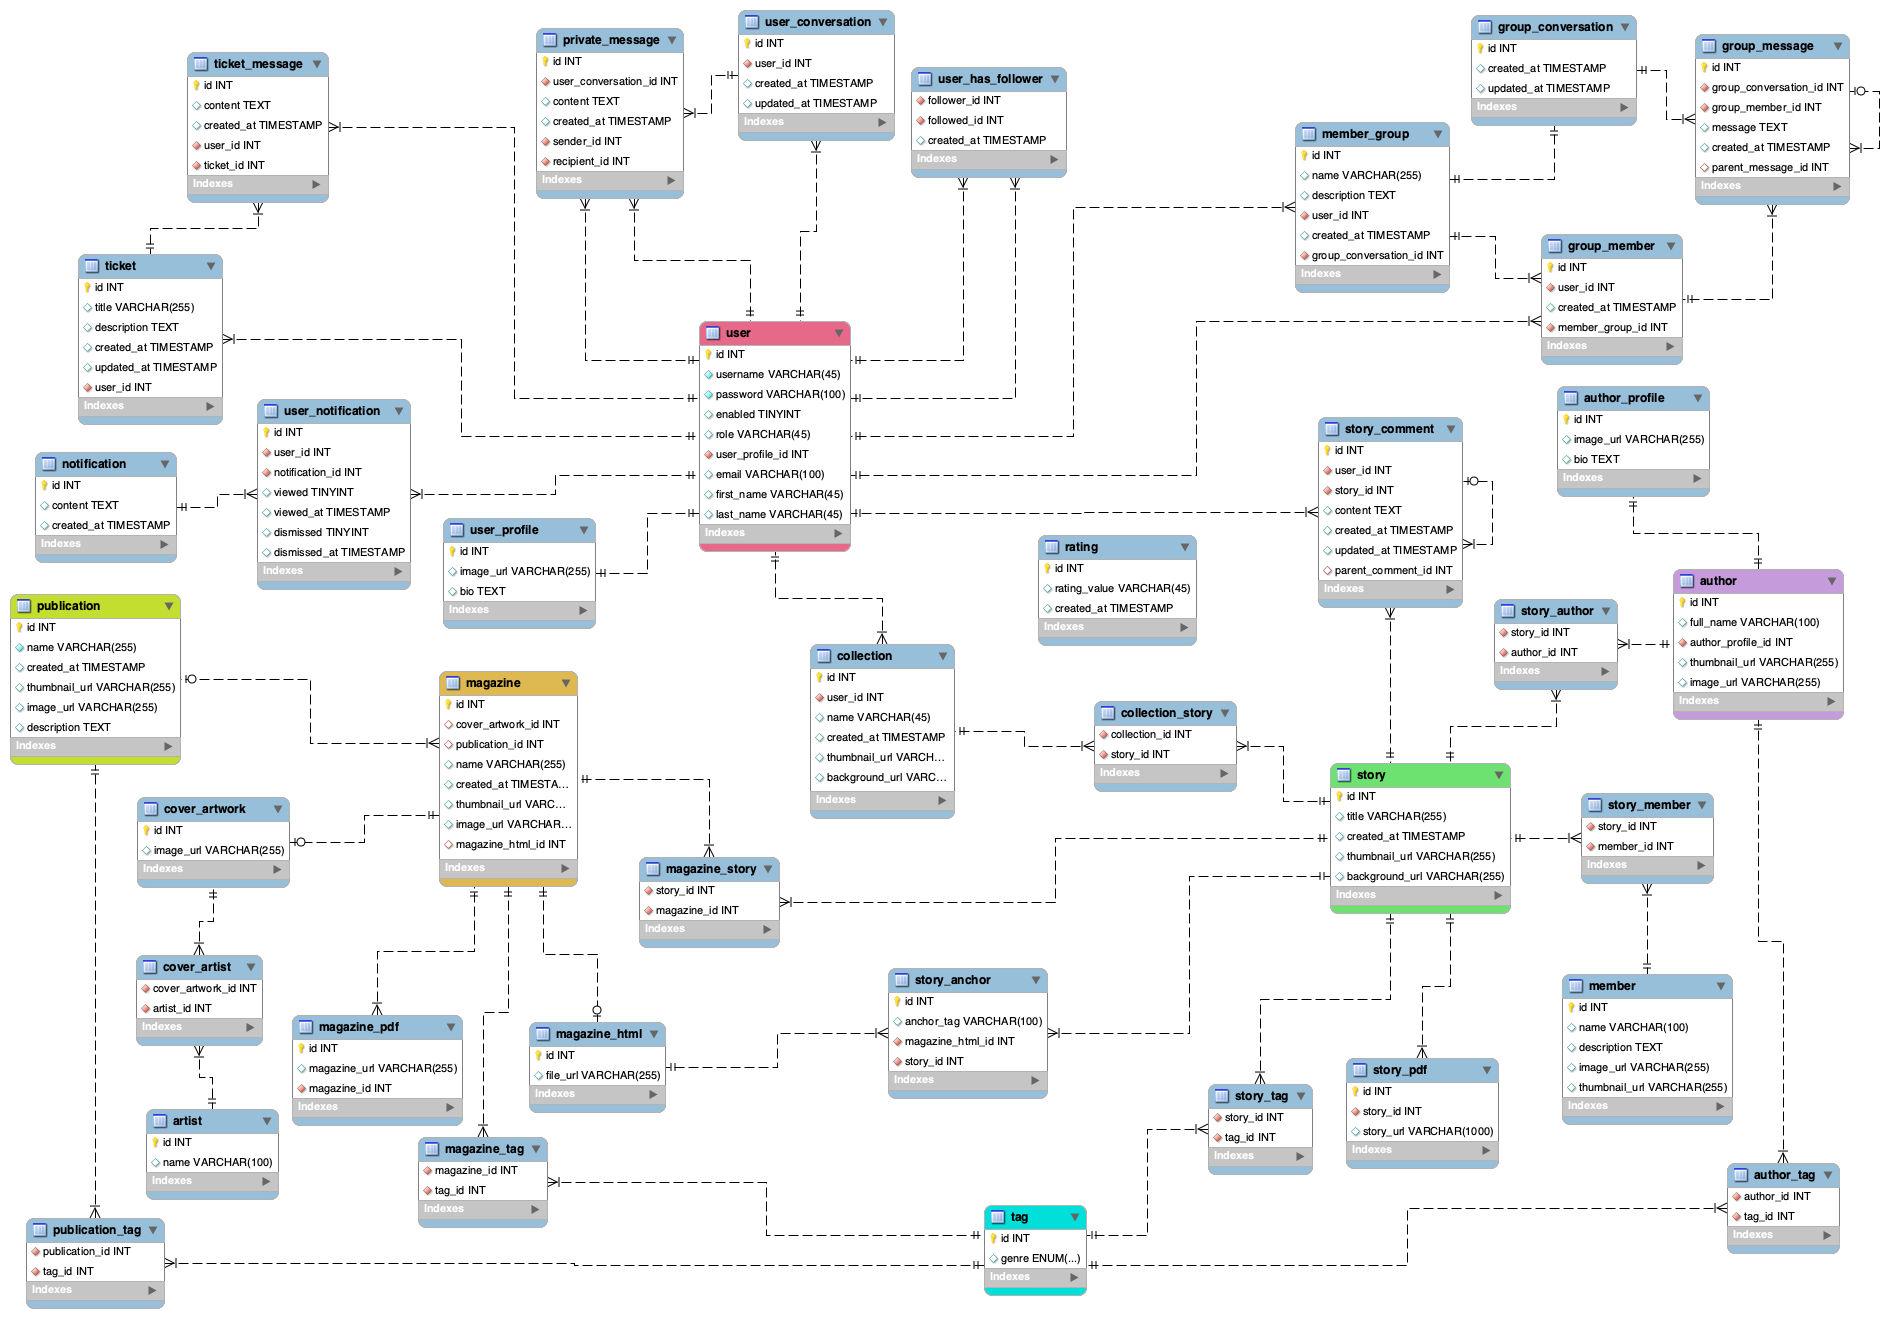 user_conversation
id INT
user_id INT
created_at TIMESTAMP
updated_at TIMESTAMP
Indexes
group_conversation
id INT
created_at TIMESTAMP
updated_at TIMESTAMP
Indexes
private_message
id INT
user_conversation_id INT
content TEXT
created_at TIMESTAMP
sender_id INT
recipient_id INT
Indexes
group_message
id INT
group_conversation_id INT
group_member_id INT
message TEXT
created_at TIMESTAMP
parent_message_id INT
Indexes
ticket_message
id INT
content TEXT
created_at TIMESTAMP
user_id INT
ticket_id INT
Indexes
user_has_follower
follower_id INT
followed_id INT
created_at TIMESTAMP
Indexes
member_group
id INT
name VARCHAR(255)
description TEXT
user_id INT
created_at TIMESTAMP
group_conversation_id INT
Indexes
group_member
id INT
user_id INT
created_at TIMESTAMP
member_group_id INT
Indexes
ticket
id INT
title VARCHAR(255)
description TEXT
created_at TIMESTAMP
updated_at TIMESTAMP
user_id INT
Indexes
user
id INT
username VARCHAR(45)
password VARCHAR(100)
enabled TINYINT
role VARCHAR(45)
user_profile_id INT
email VARCHAR(100)
first_name VARCHAR(45)
last_name VARCHAR(45)
Indexes
author_profile
id INT
image_url VARCHAR(255)
bio TEXT
Indexes
user_notification
id INT
user_id INT
notification_id INT
viewed TINYINT
viewed_at TIMESTAMP
dismissed TINYINT
dismissed_at TIMESTAMP
Indexes
story_comment
id INT
user_id INT
story_id INT
content TEXT
created_at TIMESTAMP
updated_at TIMESTAMP
parent_comment_id INT
Indexes
notification
id INT
content TEXT
created_at TIMESTAMP
Indexes
user_profile
id INT
image_url VARCHAR(255)
bio TEXT
Indexes
rating
id INT
rating_value VARCHAR(45)
created_at TIMESTAMP
Indexes
author
id INT
full_name VARCHAR(100)
author_profile_id INT
thumbnail_url VARCHAR(255)
image_url VARCHAR(255)
Indexes
publication
id INT
name VARCHAR(255)
created_at TIMESTAMP
thumbnail_url VARCHAR(255)
image_url VARCHAR(255)
description TEXT
Indexes
story_author
story_id INT
author_id INT
Indexes
collection
id INT
user_id INT
name VARCHAR(45)
created_at TIMESTAMP
thumbnail_url VARCH...
background_url VARC...
Indexes
magazine
id INT
cover_artwork_id INT
publication_id INT
name VARCHAR(255)
created_at TIMESTA...
thumbnail_url VARC...
image_url VARCHAR...
magazine_html_id INT
Indexes
collection_story
collection_id INT
story_id INT
Indexes
story
id INT
title VARCHAR(255)
created_at TIMESTAMP
thumbnail_url VARCHAR(255)
background_url VARCHAR(255)
Indexes
story_member
story_id INT
member_id INT
Indexes
cover_artwork
id INT
image_url VARCHAR(255)
Indexes
magazine_story
story_id INT
magazine_id INT
Indexes
cover_artist
cover_artwork_id INT
artist_id INT
Indexes
story_anchor
id INT
anchor_tag VARCHAR(100)
magazine_html_id INT
story_id INT
Indexes
member
id INT
name VARCHAR(100)
description TEXT
image_url VARCHAR(255)
thumbnail_url VARCHAR(255)
Indexes
magazine_pdf
id INT
magazine_url VARCHAR(255)
magazine_id INT
Indexes
magazine_html
id INT
file_url VARCHAR(255)
Indexes
story_pdf
id INT
story_id INT
story_url VARCHAR(1000)
Indexes
story_tag
story_id INT
tag_id INT
Indexes
artist
id INT
name VARCHAR(100)
Indexes
magazine_tag
magazine_id INT
tag_id INT
Indexes
author_tag
author_id INT
tag_id INT
Indexes
tag
id INT
genre ENUM(...)
Indexes
publication_tag
publication_id INT
tag_id INT
Indexes